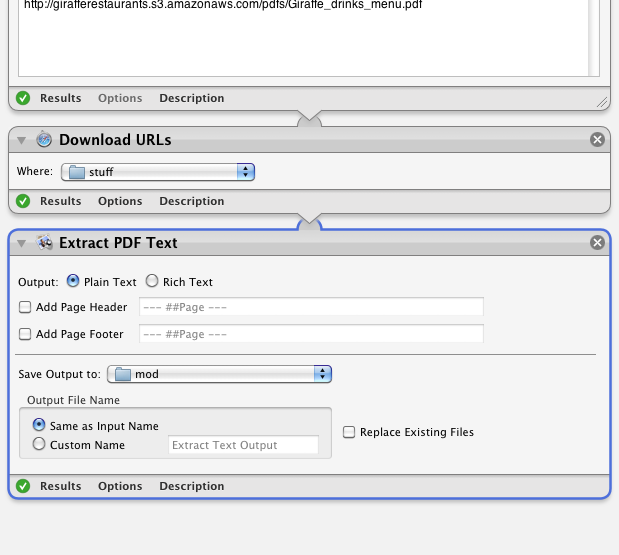 http://girafferestaurants.s3.amazonaws.com/pdfs/Giraffe_drinks_menu.pdf
Results Options Description
Download URLs
Where: stuff
Results Options Description
Extract PDF Text
Output: Plain Text Rich Text
Add Page Header --- ##Page ---
Add Page Footer --- ##Page ---
Save Output to: mod
Output File Name
Same as Input Name
Replace Existing Files
Custom Name Extract Text Output
Results Options Description